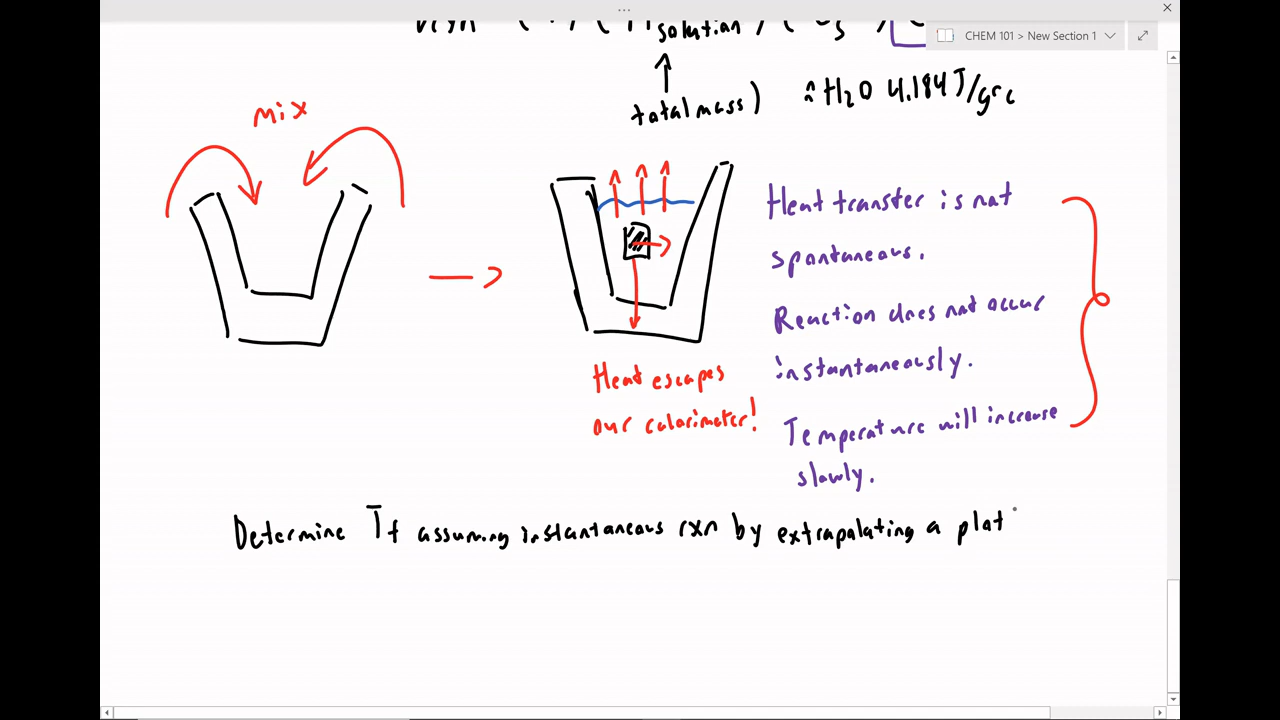 solution
CHEM 101 > New Section 1
total mass)
≈ H2O 4.184 J/g°C
mix
Heat transfer is not
spontaneous.
Reaction does not occur
instantaneously.
Temperature will increase
slowly.
Heat escapes
our calorimeter!
Determine Tf assuming instantaneous rxn by extrapolating a plot